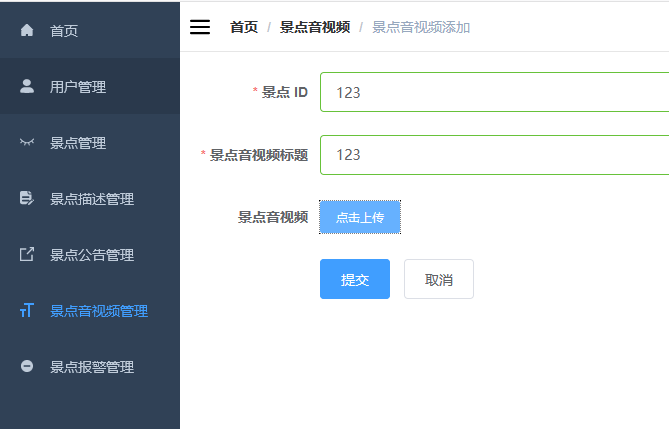 首页
用户管理
景点管理
景点描述管理
景点公告管理
景点音视频管理
景点报警管理
首页 / 景点音视频 / 景点音视频添加
* 景点 ID 123
* 景点音视频标题 123
景点音视频 点击上传
提交 取消